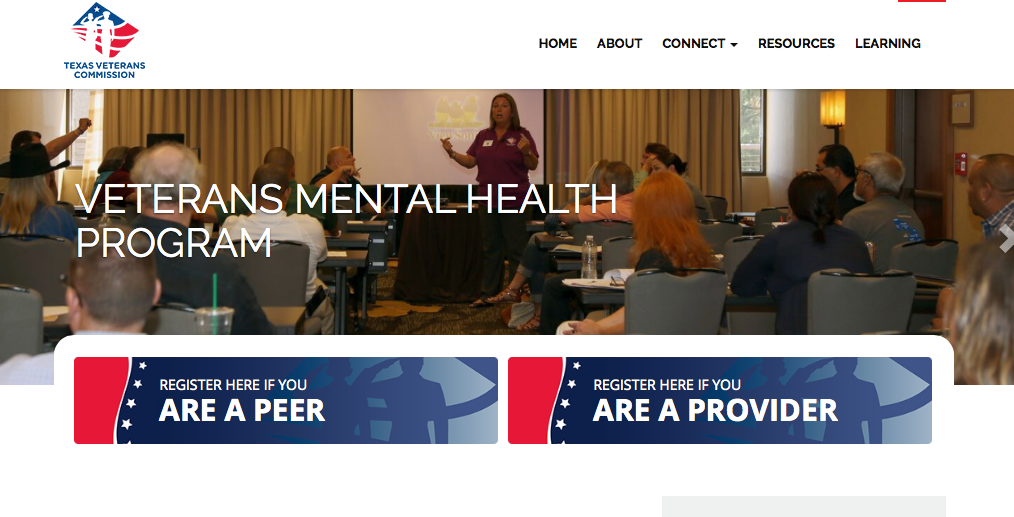 TEXAS VETERANS
COMMISSION
HOME ABOUT CONNECT RESOURCES LEARNING
VETERANS MENTAL HEALTH
PROGRAM
REGISTER HERE IF YOU
ARE A PEER
REGISTER HERE IF YOU
ARE A PROVIDER